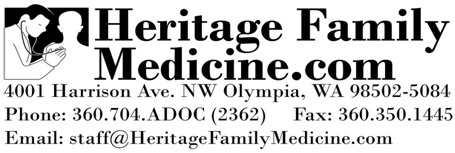 Heritage Family
Medicine.com
4001 Harrison Ave. NW Olympia, WA 98502-5084
Phone: 360.704.ADOC (2362) Fax: 360.350.1445
Email: staff@HeritageFamilyMedicine.com